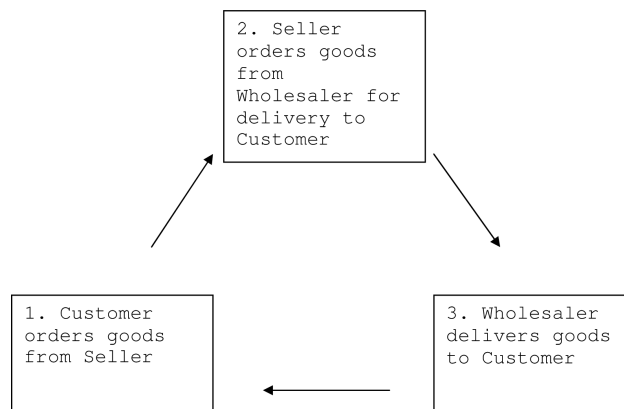 2. Seller
orders goods
from
Wholesaler for
delivery to
Customer
1. Customer
orders goods
from Seller
3. Wholesaler
delivers goods
to Customer